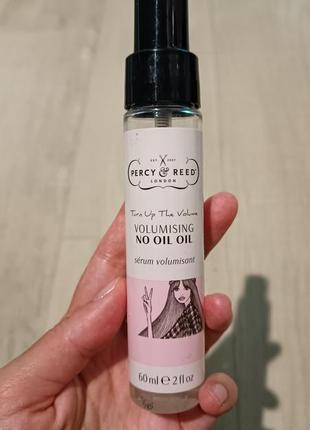 EST 2007
PERCY & REED
LONDON
Turn Up The Volume
VOLUMISING
NO OIL OIL
sérum volumisant
60 ml ℮ 2 fl oz